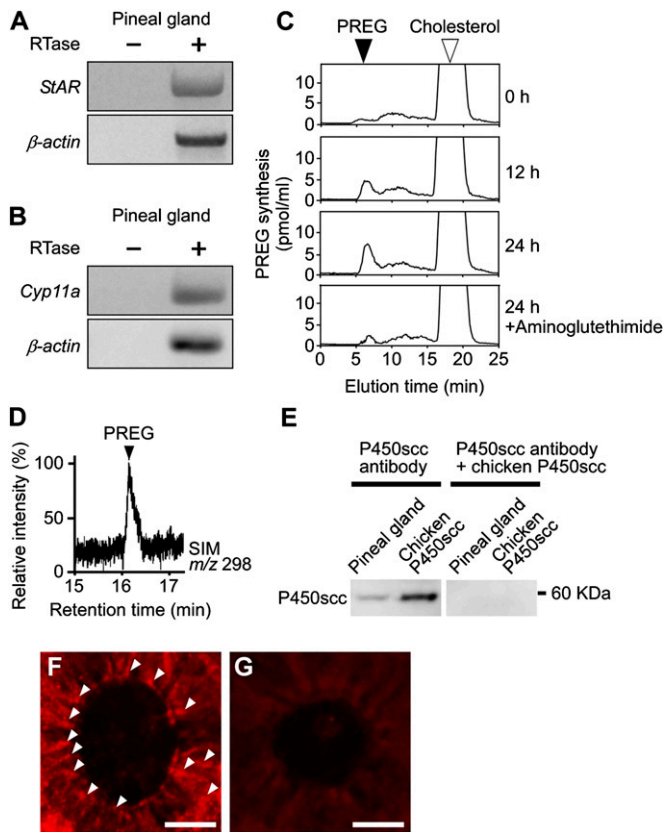 A
Pineal gland
RTase − +
StAR
β-actin
B
Pineal gland
RTase − +
Cyp11a
β-actin
C
PREG Cholesterol
PREG synthesis
(pmol/ml)
10
5
0
0 h
10
5
0
12 h
10
5
0
24 h
10
5
0
24 h
+Aminoglutethimide
0 5 10 15 20 25
Elution time (min)
D
PREG
Relative intensity (%)
100
50
0
SIM
m/z 298
15 16 17
Retention time (min)
E
P450scc
antibody
P450scc antibody
+ chicken P450scc
Pineal gland
Chicken
P450scc
Pineal gland
Chicken
P450scc
P450scc
60 KDa
F
G